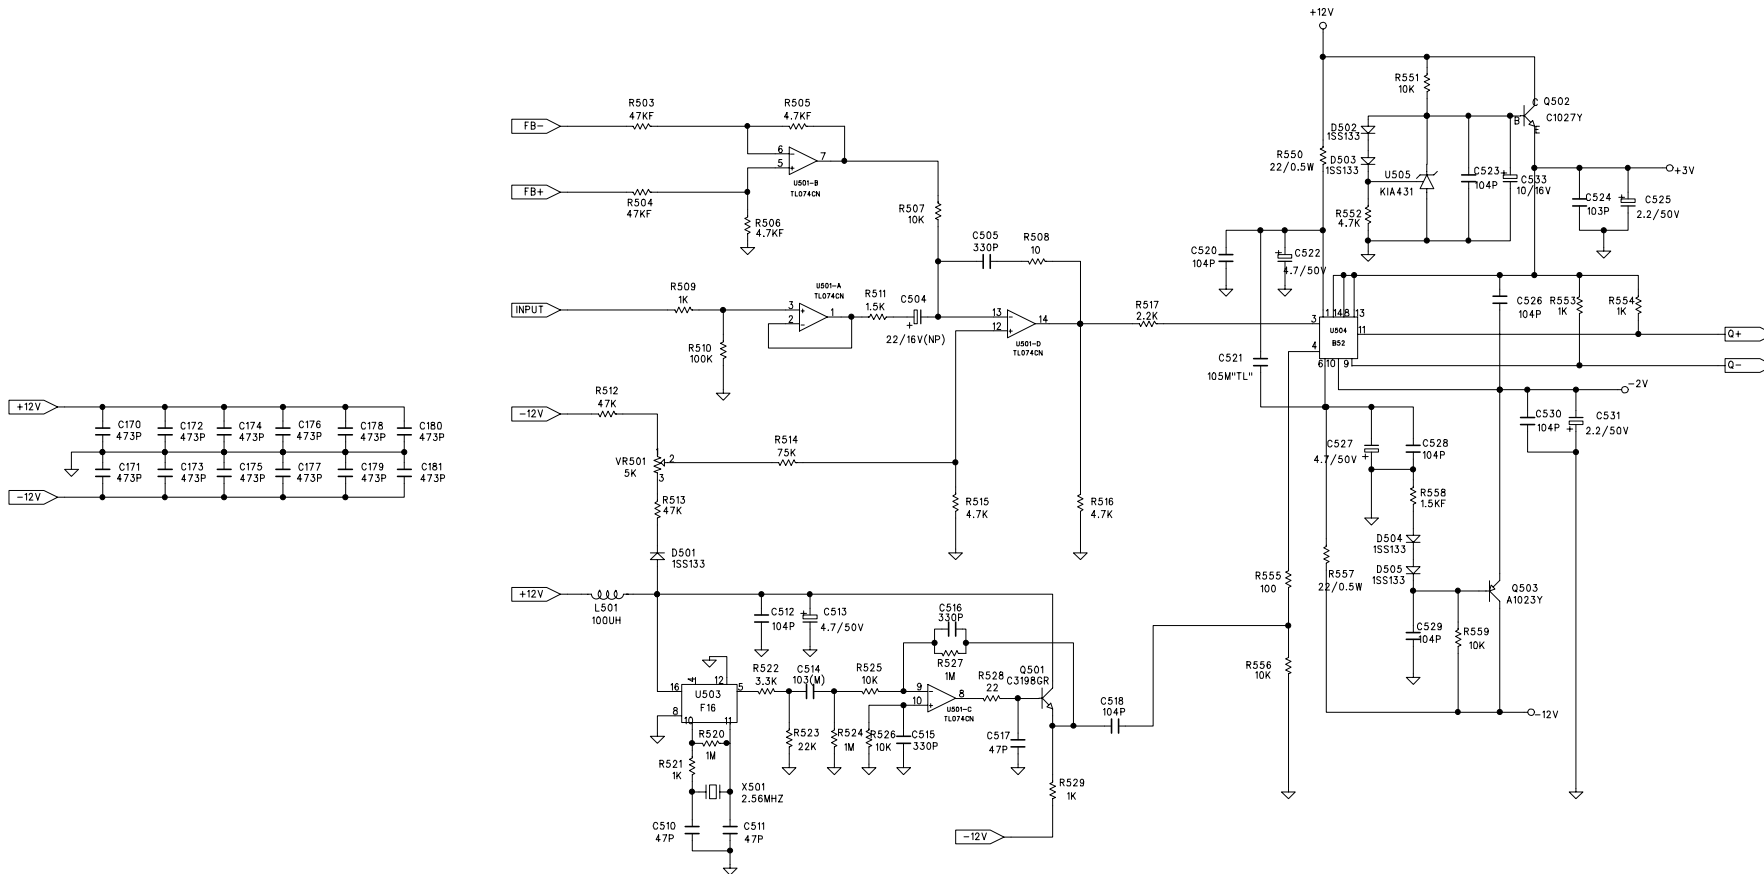 +12V
R551
10K
Q502
C
C1027Y
B
E
D502
1SS133
R550
22/0.5W
D503
1SS133
U505
KIA431
C523
104P
+
C533
10/16V
+3V
C524
103P
+
C525
2.2/50V
R552
4.7K
C520
104P
+
C522
4.7/50V
R503
47KF
R505
4.7KF
FB-
6
5
7
U501-B
TL074CN
FB+
R504
47KF
R506
4.7KF
R507
10K
C505
330P
R508
10
U501-A
TL074CN
R509
1K
INPUT
3
2
1
R511
1.5K
C504
+
22/16V(NP)
R510
100K
13
12
14
U501-D
TL074CN
R517
2.2K
3
4
1 14 8 13
U504
B52
11
6 10 9
C526
104P
R553
1K
R554
1K
Q+
Q-
C521
105M"TL"
-2V
C530
104P
+
C531
2.2/50V
C527
4.7/50V
+
C528
104P
R558
1.5KF
D504
1SS133
D505
1SS133
Q503
A1023Y
C529
104P
R559
10K
R557
22/0.5W
R555
100
R556
10K
-12V
+12V
C170
473P
C172
473P
C174
473P
C176
473P
C178
473P
C180
473P
C171
473P
C173
473P
C175
473P
C177
473P
C179
473P
C181
473P
-12V
R512
47K
-12V
VR501
5K
2
3
R514
75K
R513
47K
R515
4.7K
R516
4.7K
D501
1SS133
+12V
L501
100UH
C512
104P
+
C513
4.7/50V
C516
330P
R527
1M
4
12
16
8
U503
F16
5
10
11
R522
3.3K
C514
103(M)
R525
10K
9
10
8
U501-C
TL074CN
R528
22
Q501
C3198GR
C518
104P
R523
22K
R524
1M
R526
10K
C515
330P
C517
47P
R520
1M
R521
1K
X501
2.56MHZ
C510
47P
C511
47P
R529
1K
-12V